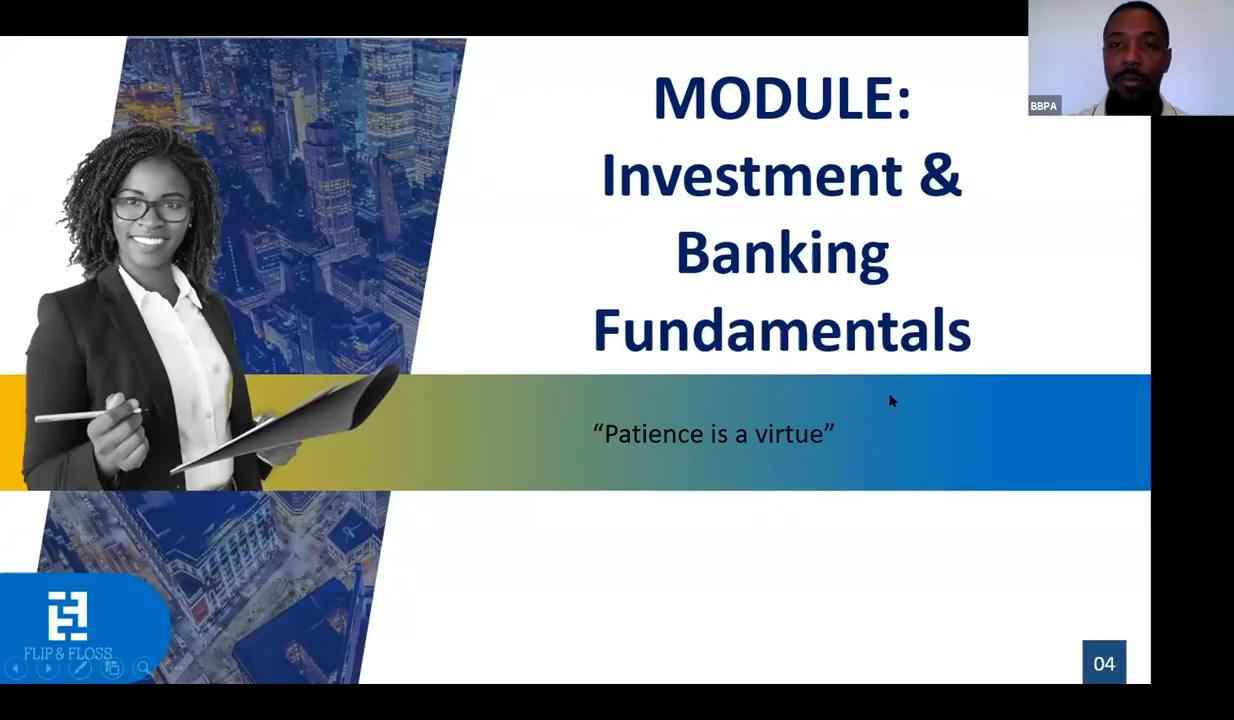 MODULE:
Investment &
Banking
Fundamentals
BBPA
“Patience is a virtue”
FLIP & FLOSS
04